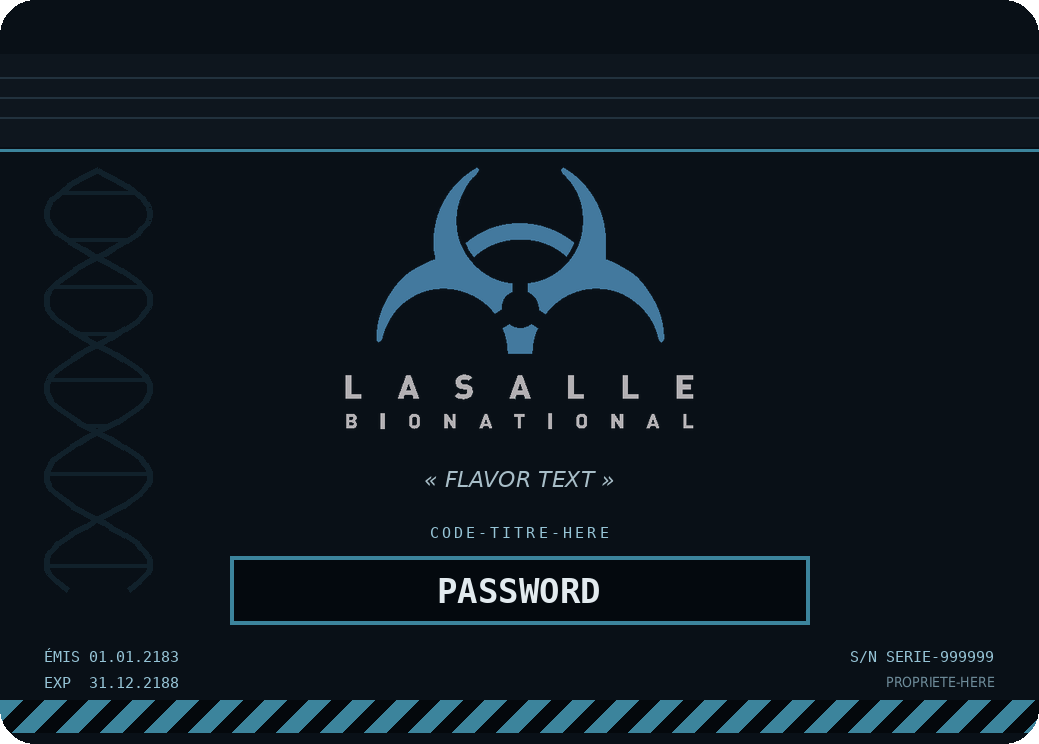 LASALLE
BIONATIONAL
« FLAVOR TEXT »
CODE-TITRE-HERE
PASSWORD
ÉMIS 01.01.2183
S/N SERIE-999999
EXP 31.12.2188
PROPRIETE-HERE